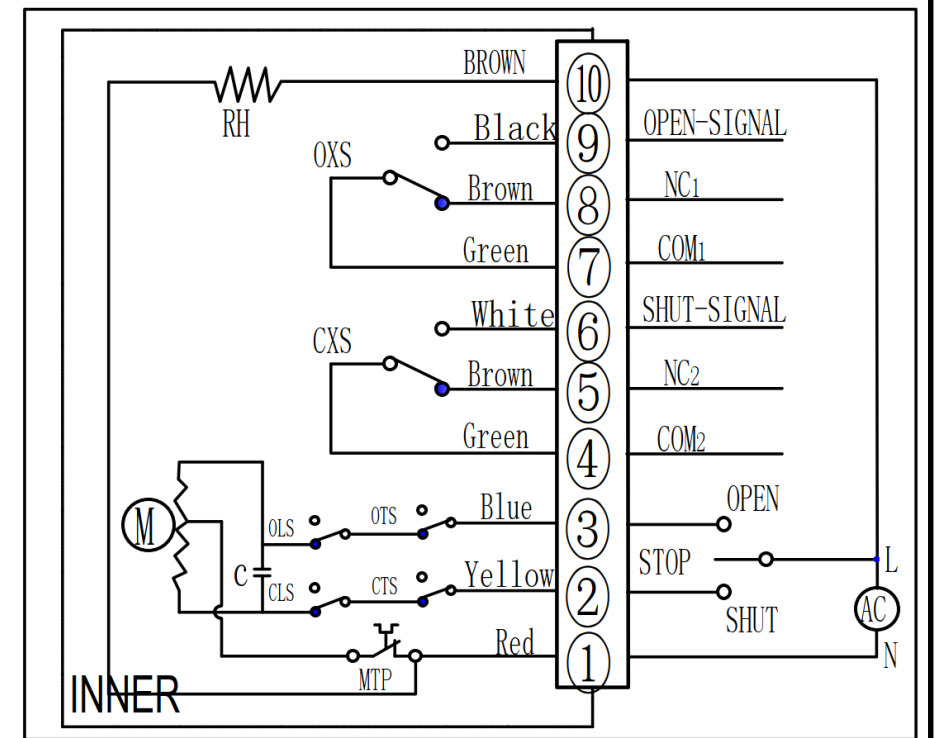 BROWN
10
RH
Black
9
OPEN-SIGNAL
OXS
Brown
8
NC1
Green
7
COM1
White
6
SHUT-SIGNAL
CXS
Brown
5
NC2
Green
4
COM2
M
OLS
OTS
Blue
3
OPEN
STOP
L
C
CLS
CTS
Yellow
2
SHUT
AC
MTP
Red
1
N
INNER